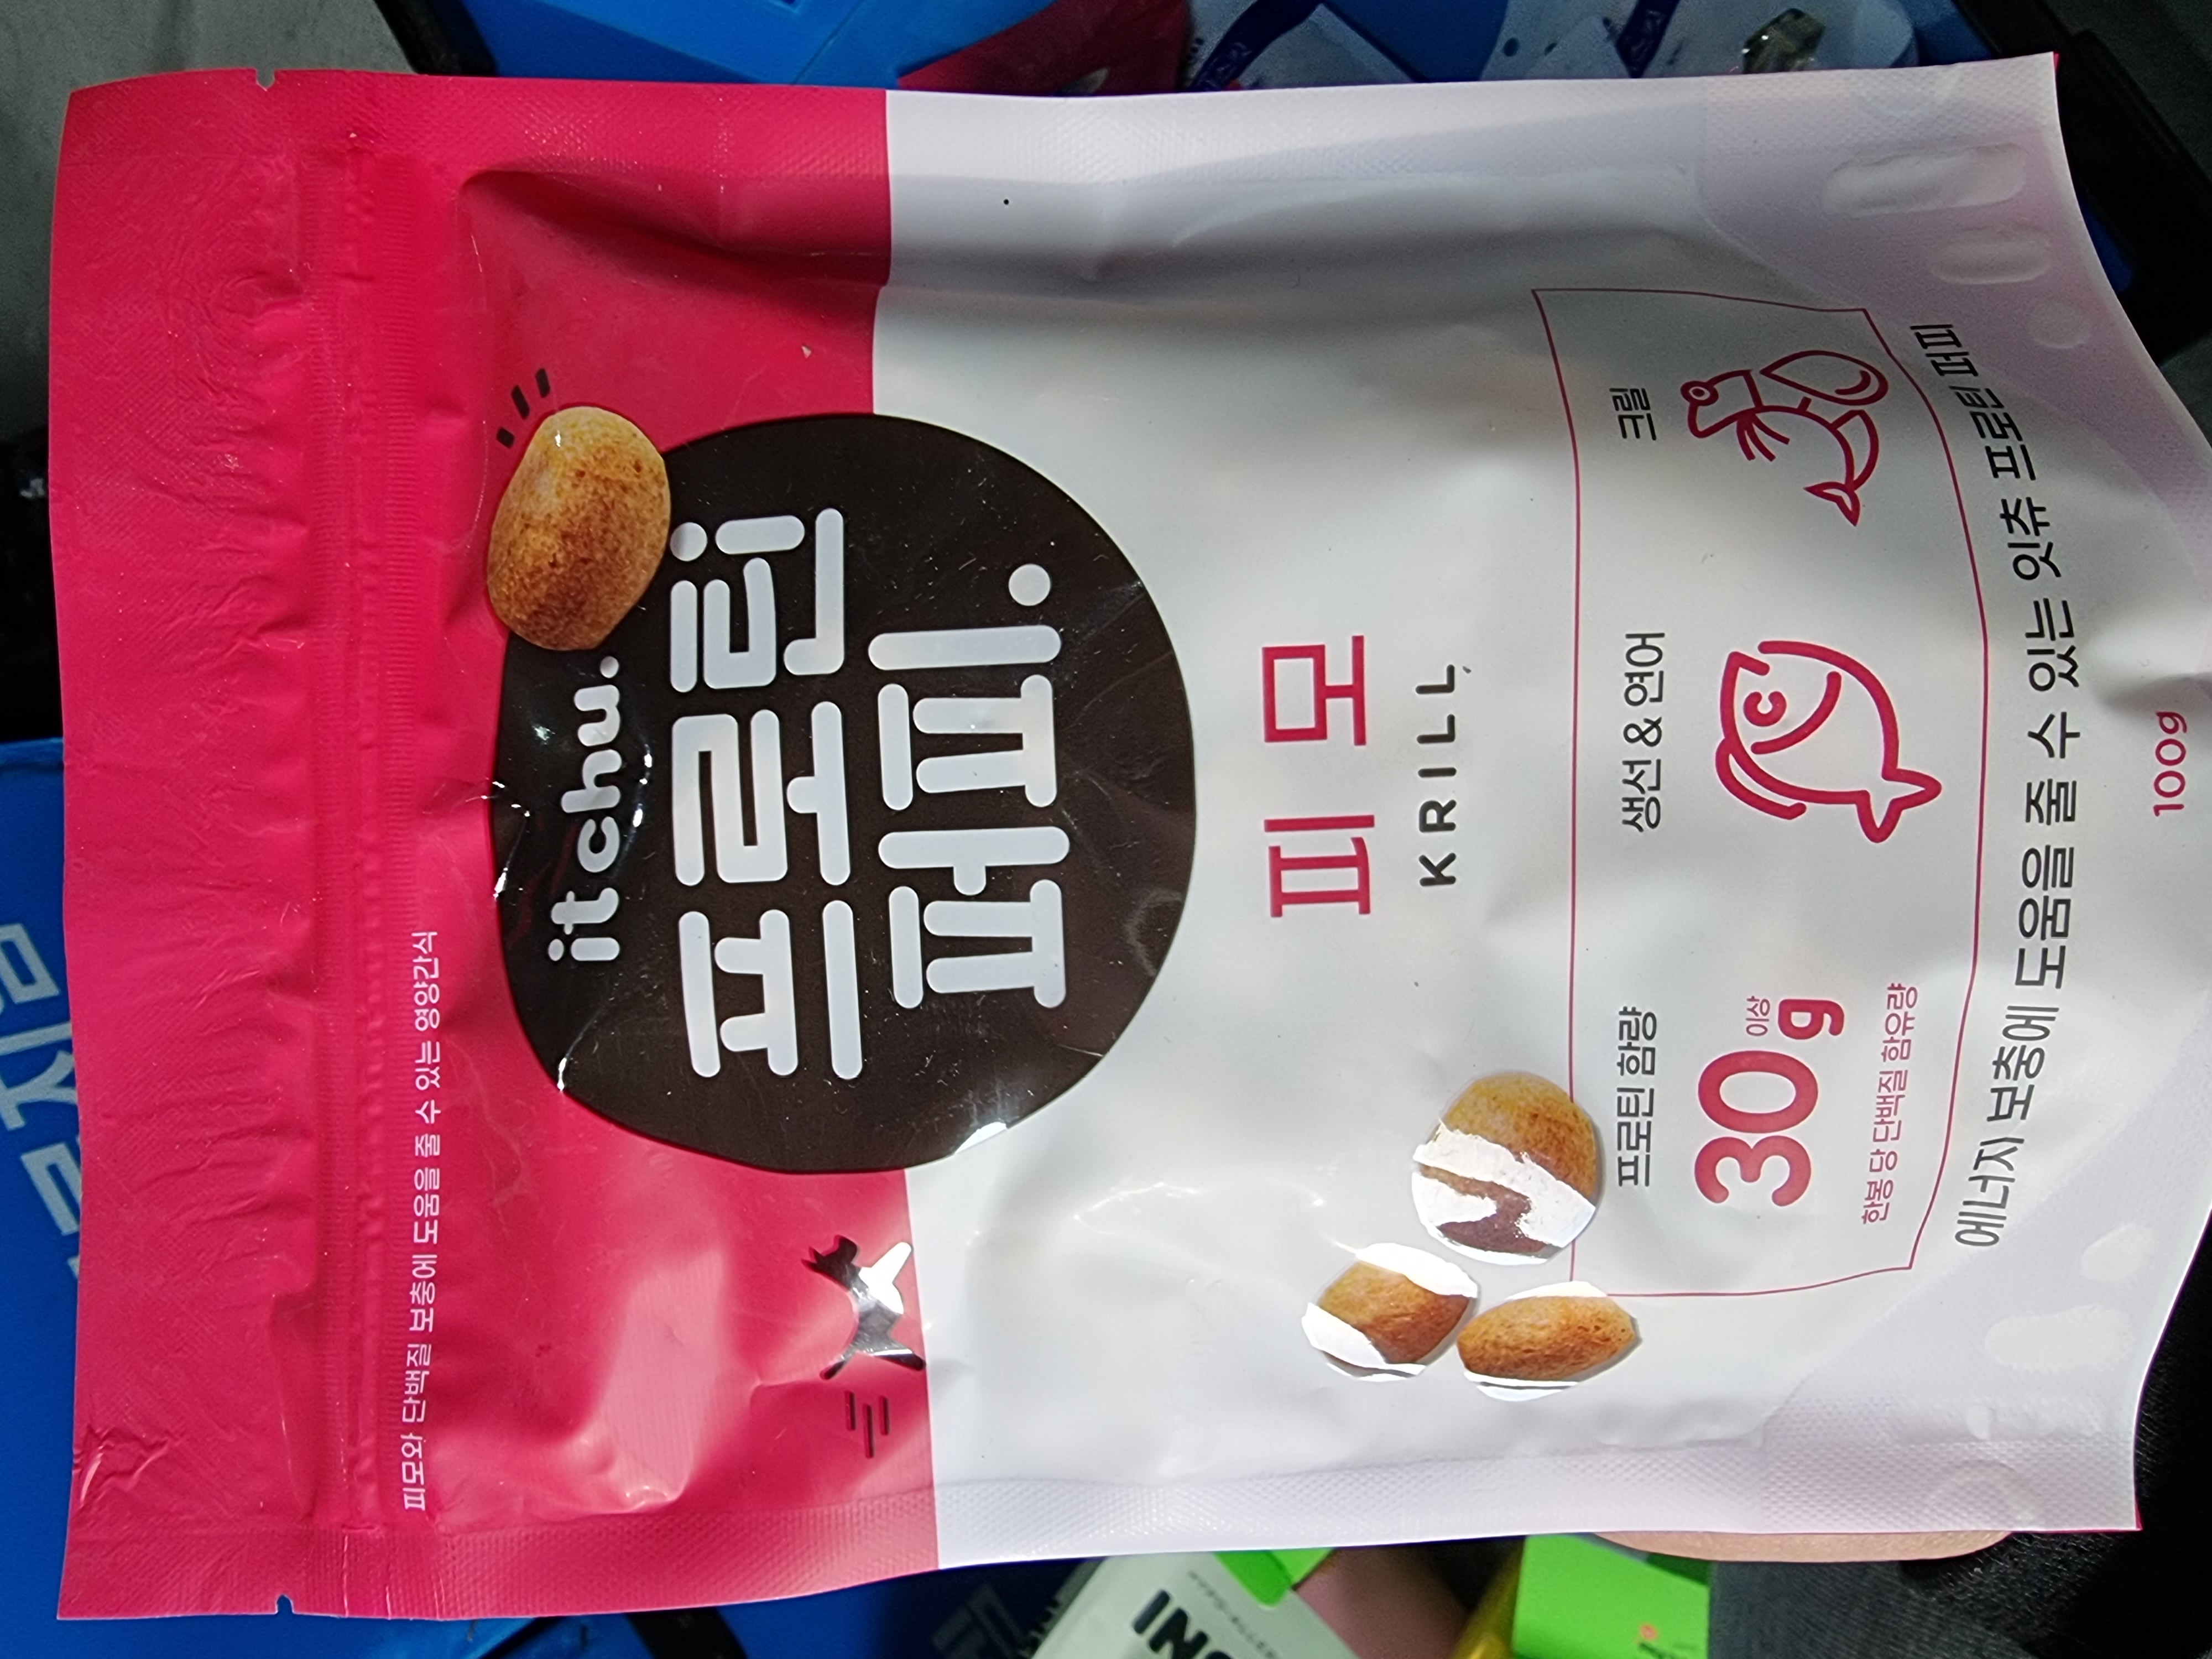 피모와 단백질 보충에 도움을 줄 수 있는 영양간식
it chu.
프로틴
퍼피.
피모
KRILL
프로틴 함량
30g 이상
한봉 당 단백질 함유량
생선 & 연어
크릴
에너지 보충에 도움을 줄 수 있는 잇츄 프로틴 퍼피
100g